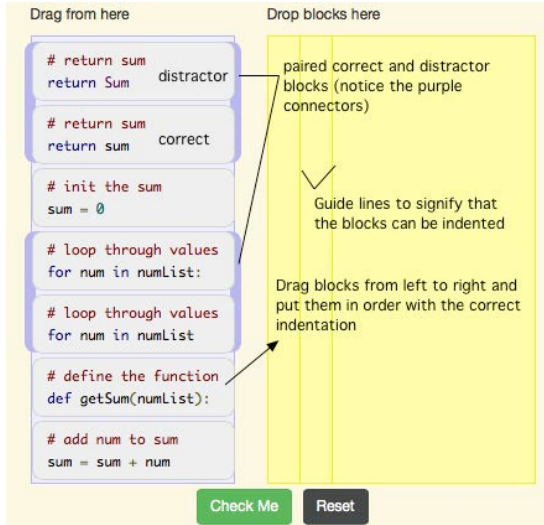 Drag from here
Drop blocks here
# return sum
return Sum
distractor
# return sum
return sum
correct
# init the sum
sum = 0
# loop through values
for num in numList:
# loop through values
for num in numList
# define the function
def getSum(numList):
# add num to sum
sum = sum + num
paired correct and distractor
blocks (notice the purple
connectors)
Guide lines to signify that
the blocks can be indented
Drag blocks from left to right and
put them in order with the correct
indentation
Check Me
Reset